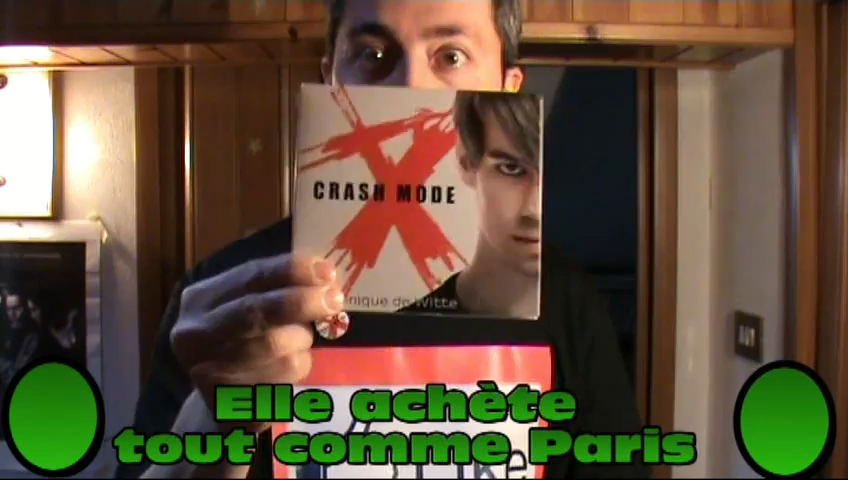 CRASH MODE
nique de Witte
Elle achète
tout comme Paris